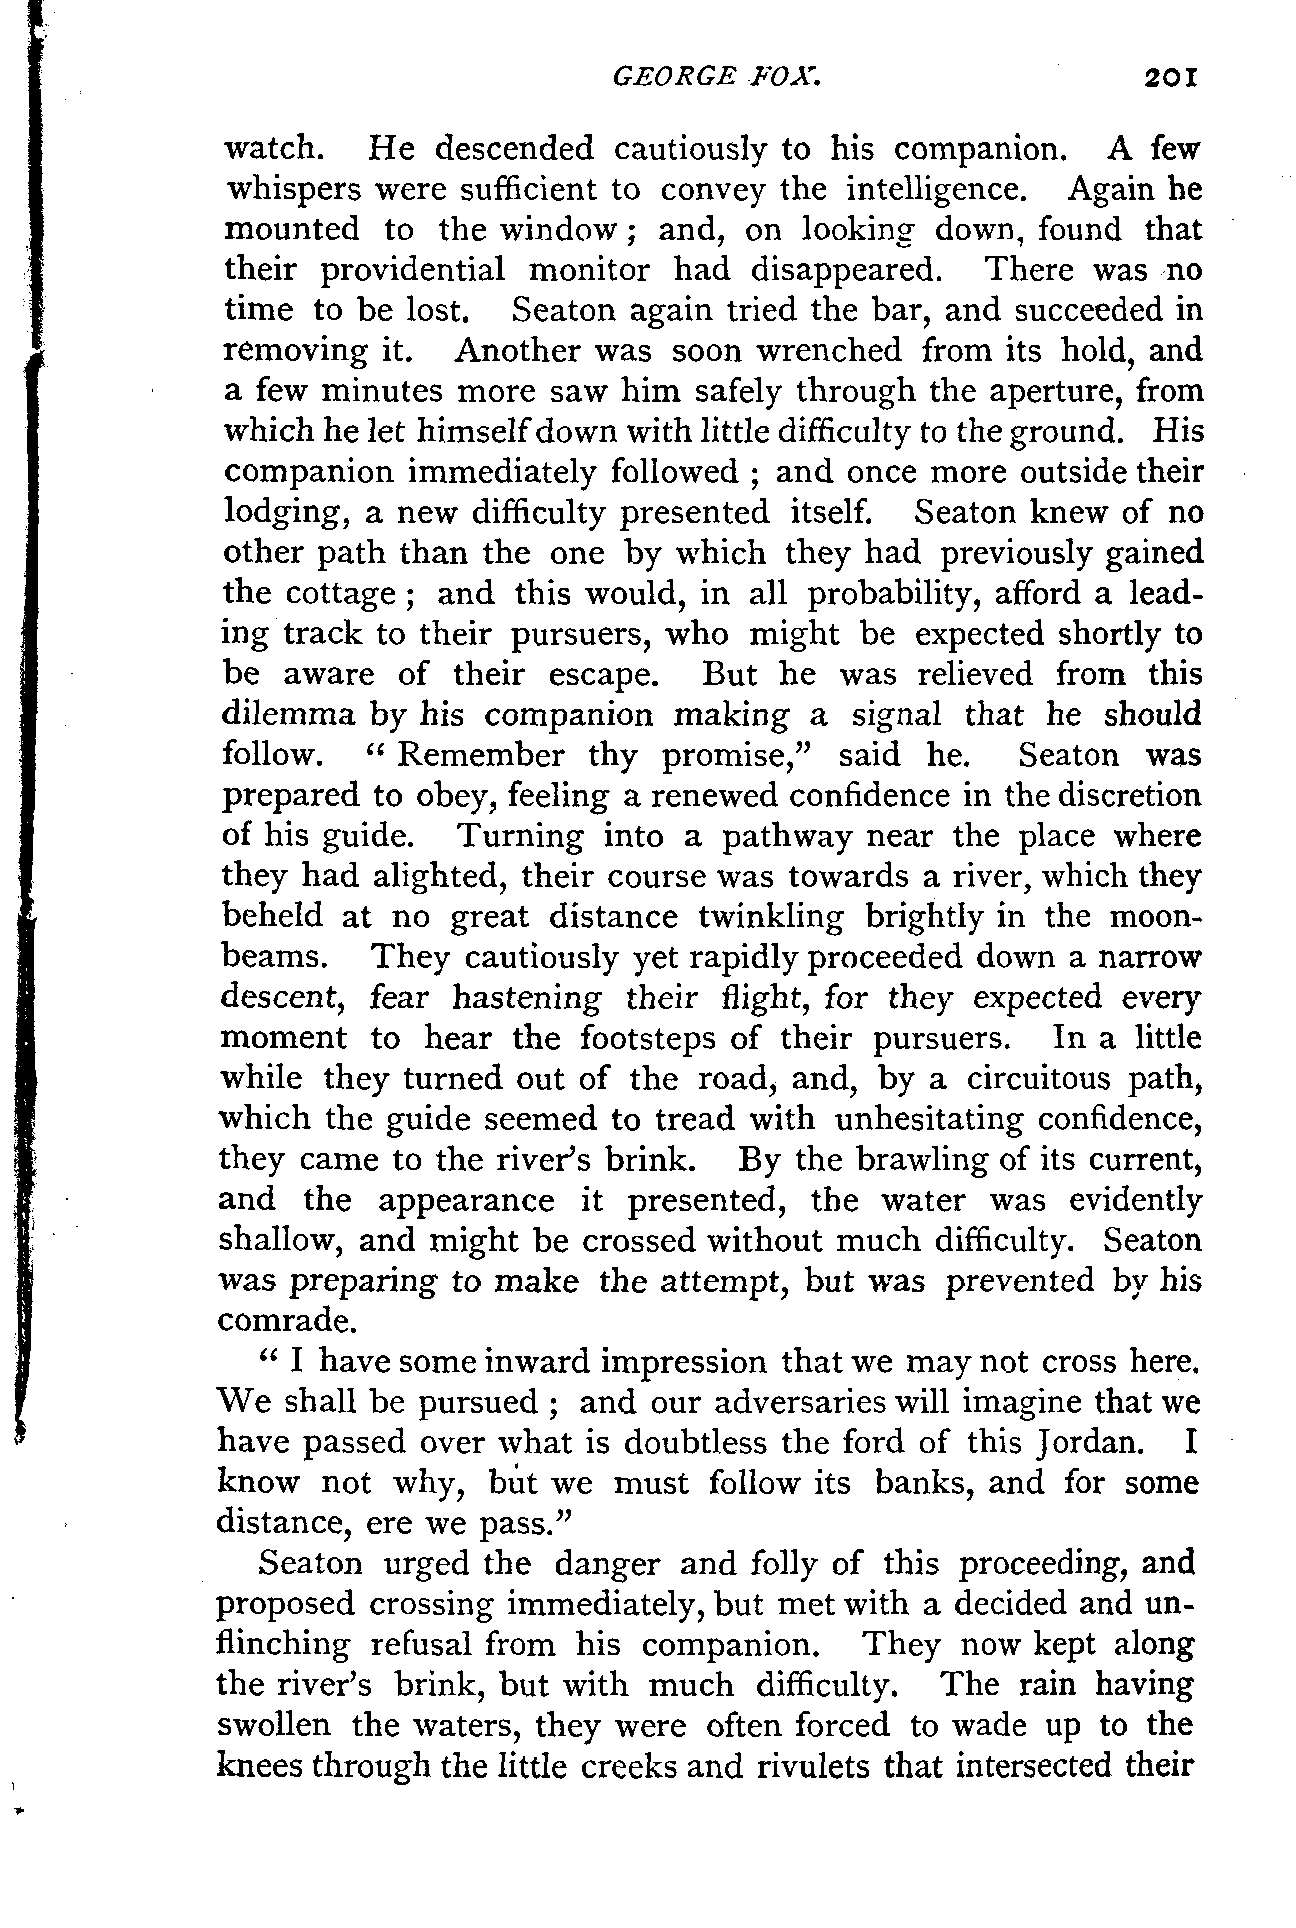 GEORGE FOX. 201
watch. He descended cautiously to his companion. A few
whispers were sufficient to convey the intelligence. Again he
mounted to the window ; and, on looking down, found that
their providential monitor had disappeared. There was no
time to be lost. Seaton again tried the bar, and succeeded in
removing it. Another was soon wrenched from its hold, and
a few minutes more saw him safely through the aperture, from
which he let himself down with little difficulty to the ground. His
companion immediately followed ; and once more outside their
lodging, a new difficulty presented itself. Seaton knew of no
other path than the one by which they had previously gained
the cottage ; and this would, in all probability, afford a lead-
ing track to their pursuers, who might be expected shortly to
be aware of their escape. But he was relieved from this
dilemma by his companion making a signal that he should
follow. “ Remember thy promise,” said he. Seaton was
prepared to obey, feeling a renewed confidence in the discretion
of his guide. Turning into a pathway near the place where
they had alighted, their course was towards a river, which they
beheld at no great distance twinkling brightly in the moon-
beams. They cautiously yet rapidly proceeded down a narrow
descent, fear hastening their flight, for they expected every
moment to hear the footsteps of their pursuers. In a little
while they turned out of the road, and, by a circuitous path,
which the guide seemed to tread with unhesitating confidence,
they came to the river's brink. By the brawling of its current,
and the appearance it presented, the water was evidently
shallow, and might be crossed without much difficulty. Seaton
was preparing to make the attempt, but was prevented by his
comrade.
“ I have some inward impression that we may not cross here.
We shall be pursued ; and our adversaries will imagine that we
have passed over what is doubtless the ford of this Jordan. I
know not why, but we must follow its banks, and for some
distance, ere we pass.”
Seaton urged the danger and folly of this proceeding, and
proposed crossing immediately, but met with a decided and un-
flinching refusal from his companion. They now kept along
the river's brink, but with much difficulty. The rain having
swollen the waters, they were often forced to wade up to the
knees through the little creeks and rivulets that intersected their